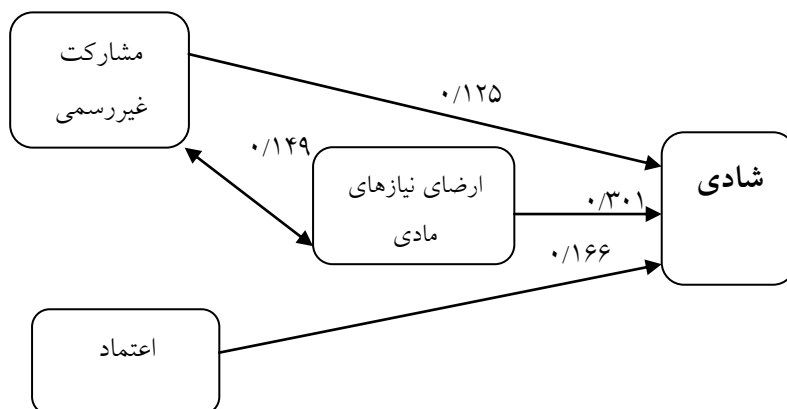 مشارکت
غیررسمی
۰/۱۲۵
۰/۱۴۹
ارضای نیازهای
مادی
شادی
۰/۳۰۱
۰/۱۶۶
اعتماد